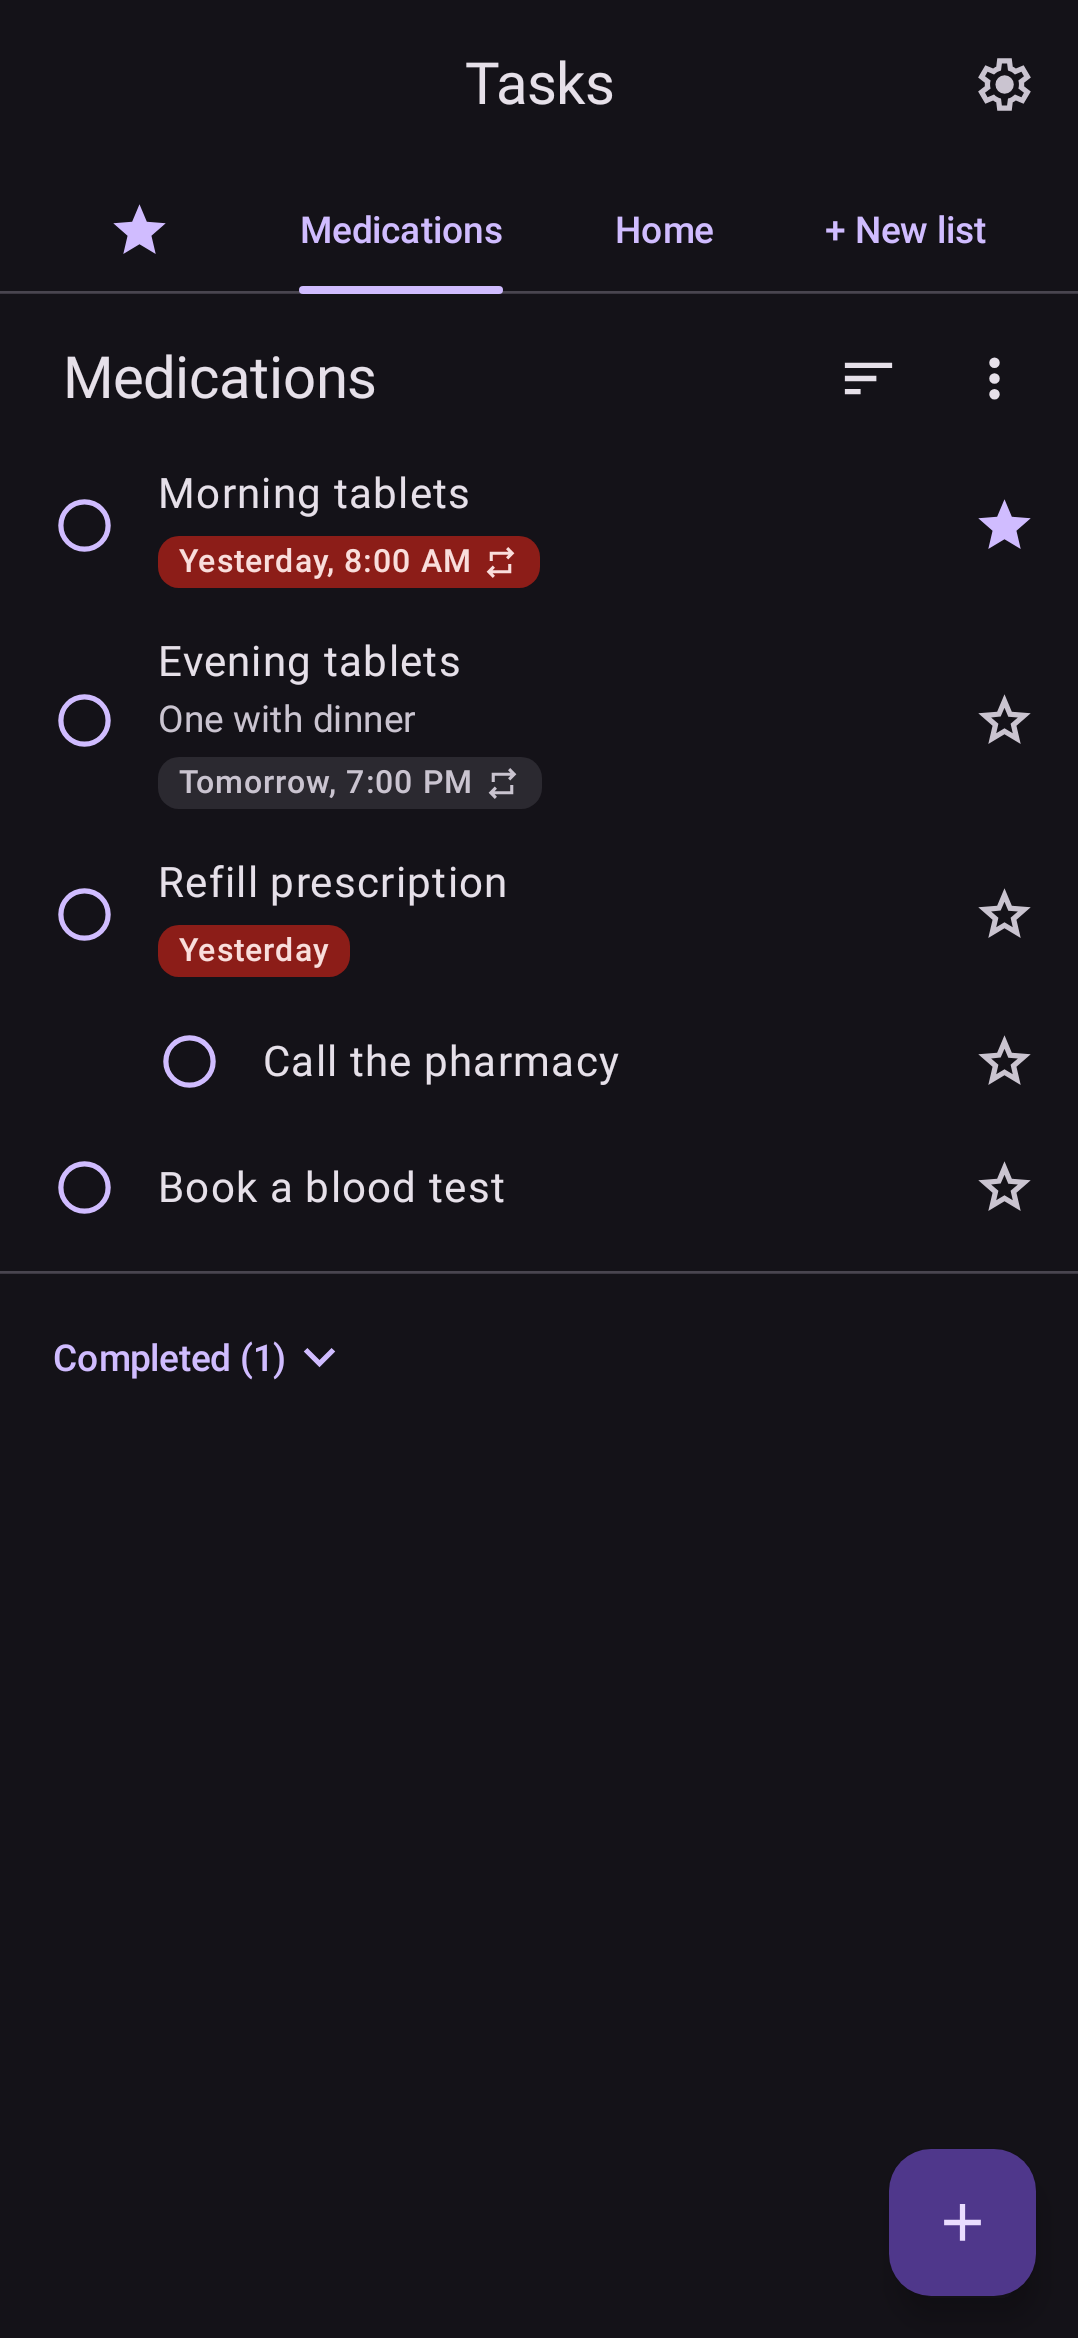 Tasks
Medications
Home
+ New list
Medications
Morning tablets
Yesterday, 8:00 AM
Evening tablets
One with dinner
Tomorrow, 7:00 PM
Refill prescription
Yesterday
Call the pharmacy
Book a blood test
Completed (1)